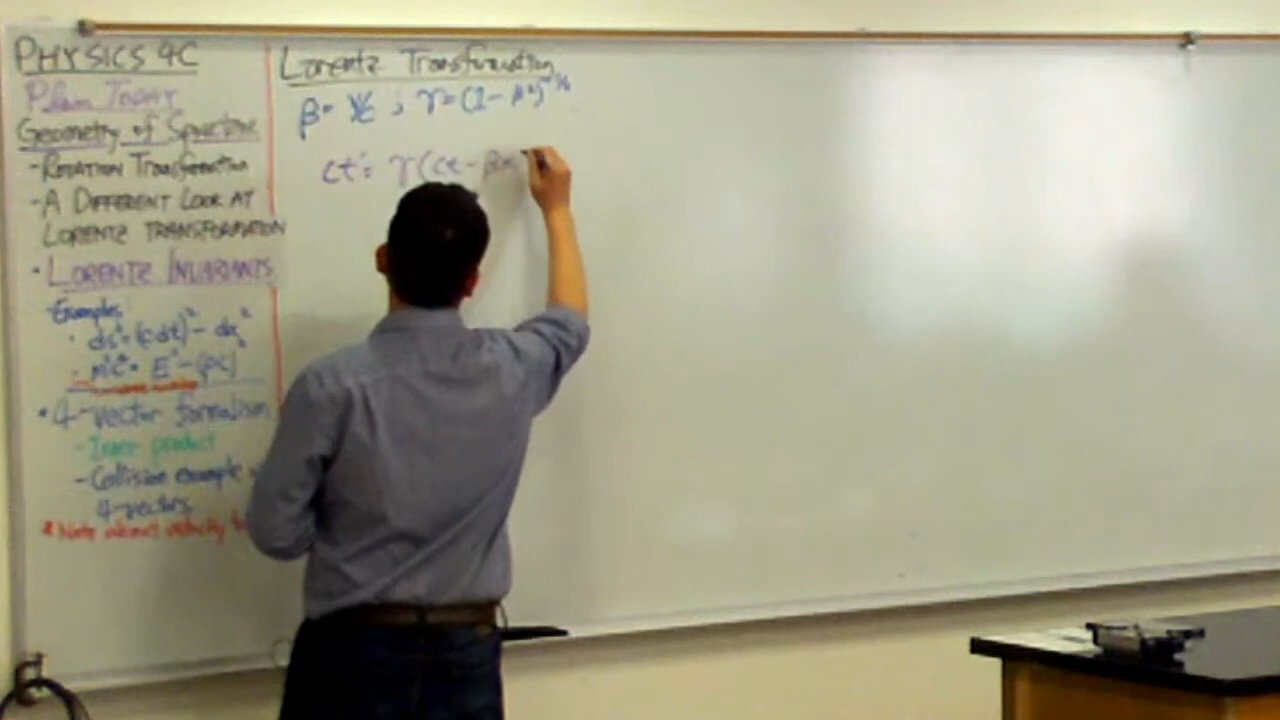 PHYSICS 4C
Plan Today
Geometry of Spacetime
- ROTATION TRANSFORMATION
- A DIFFERENT LOOK AT
LORENTZ TRANSFORMATION
• LORENTZ INVARIANTS
Examples:
• ds² = (cdt)² - dx²
• m²c⁴ = E² - (pc)²
• 4-vector formalism
- Inner product
- Collision example
4-vectors
* Note about velocity
Lorentz Transformation
β = v/c ; γ = (1 - β²)^-1/2
ct' = γ(ct - βx